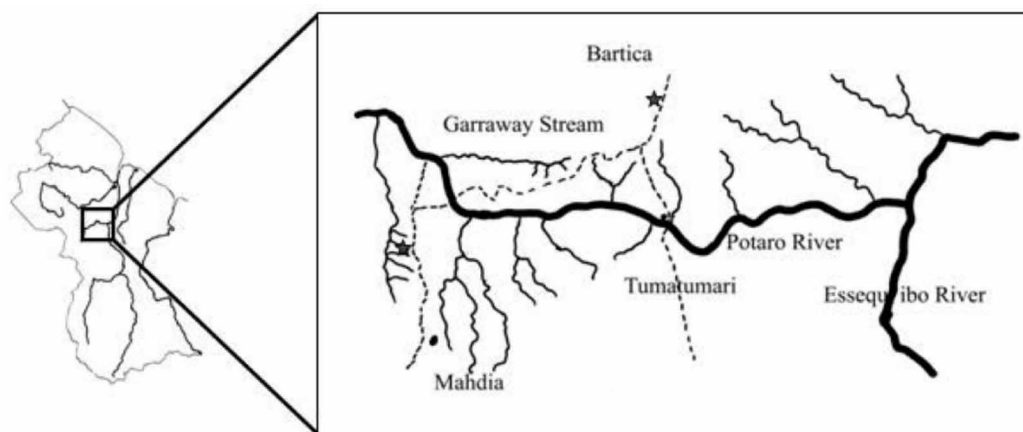 Bartica
Garraway Stream
Potaro River
Tumatumari
Essequibo River
Mahdia